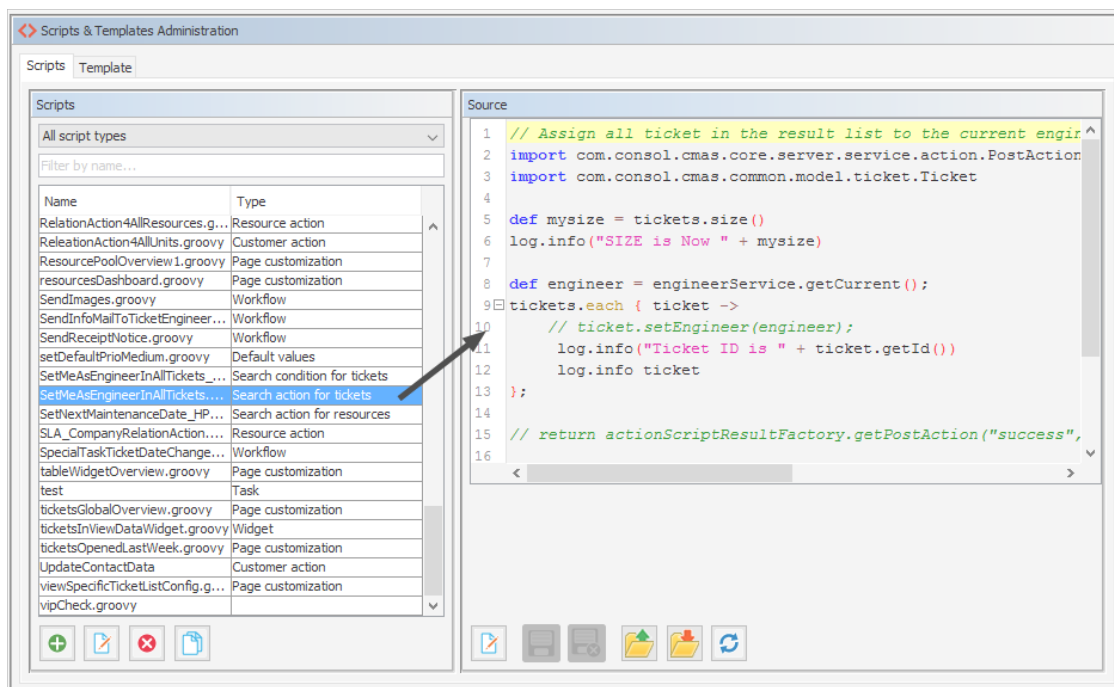 Scripts & Templates Administration
Scripts Template
Scripts
All script types
Filter by name...
Name Type
RelationAction4AllResources.g... Resource action
ReleationAction4AllUnits.groovy Customer action
ResourcePoolOverview1.groovy Page customization
resourcesDashboard.groovy Page customization
SendImages.groovy Workflow
SendInfoMailToTicketEngineer... Workflow
SendReceiptNotice.groovy Workflow
setDefaultPrioMedium.groovy Default values
SetMeAsEngineerInAllTickets_... Search condition for tickets
SetMeAsEngineerInAllTickets.... Search action for tickets
SetNextMaintenanceDate_HP... Search action for resources
SLA_CompanyRelationAction.... Resource action
SpecialTaskTicketDateChange... Workflow
tableWidgetOverview.groovy Page customization
test Task
ticketsGlobalOverview.groovy Page customization
ticketsInViewDataWidget.groovy Widget
ticketsOpenedLastWeek.groovy Page customization
UpdateContactData Customer action
viewSpecificTicketListConfig.g... Page customization
vipCheck.groovy
Source
1 // Assign all ticket in the result list to the current engir
2 import com.consol.cmas.core.server.service.action.PostAction
3 import com.consol.cmas.common.model.ticket.Ticket
4
5 def mysize = tickets.size()
6 log.info("SIZE is Now " + mysize)
7
8 def engineer = engineerService.getCurrent();
9 tickets.each { ticket ->
10 // ticket.setEngineer(engineer);
11 log.info("Ticket ID is " + ticket.getId())
12 log.info ticket
13 };
14
15 // return actionScriptResultFactory.getPostAction("success",
16